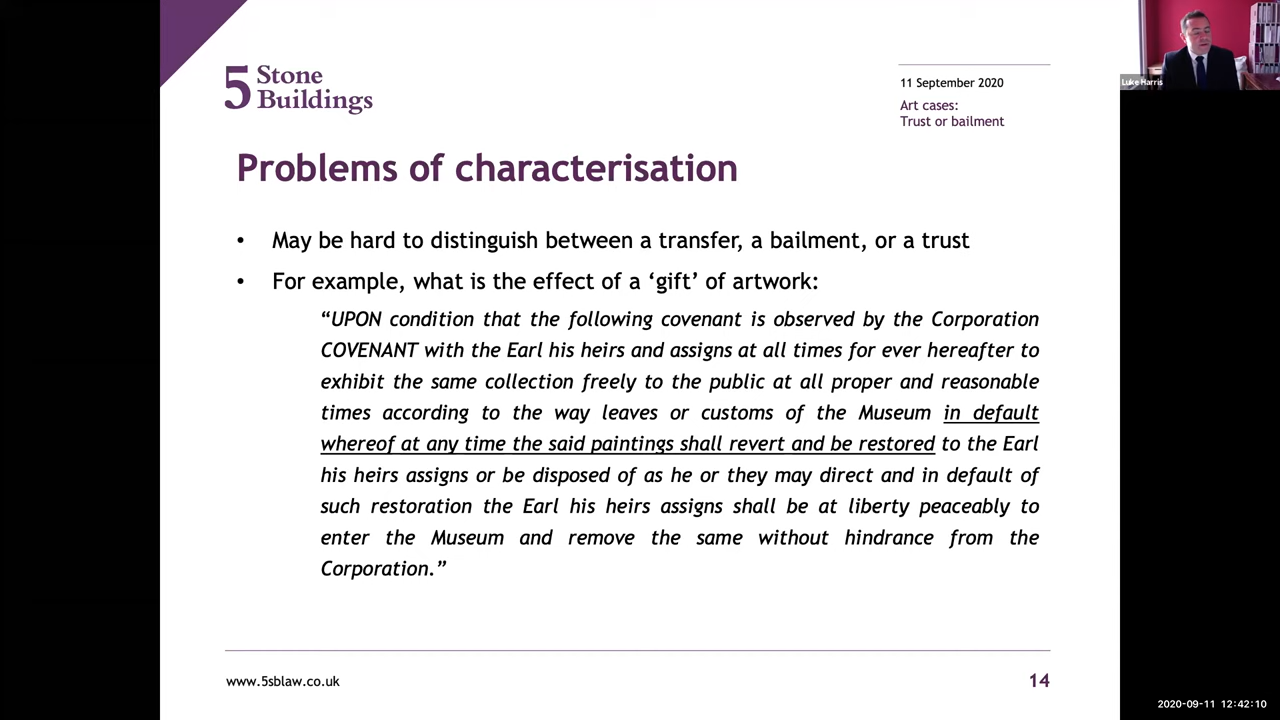 5 Stone
Buildings
11 September 2020
Art cases:
Trust or bailment
Luke Harris
Problems of characterisation
• May be hard to distinguish between a transfer, a bailment, or a trust
• For example, what is the effect of a ‘gift’ of artwork:
“UPON condition that the following covenant is observed by the Corporation
COVENANT with the Earl his heirs and assigns at all times for ever hereafter to
exhibit the same collection freely to the public at all proper and reasonable
times according to the way leaves or customs of the Museum in default
whereof at any time the said paintings shall revert and be restored to the Earl
his heirs assigns or be disposed of as he or they may direct and in default of
such restoration the Earl his heirs assigns shall be at liberty peaceably to
enter the Museum and remove the same without hindrance from the
Corporation.”
www.5sblaw.co.uk
14
2020-09-11 12:42:10